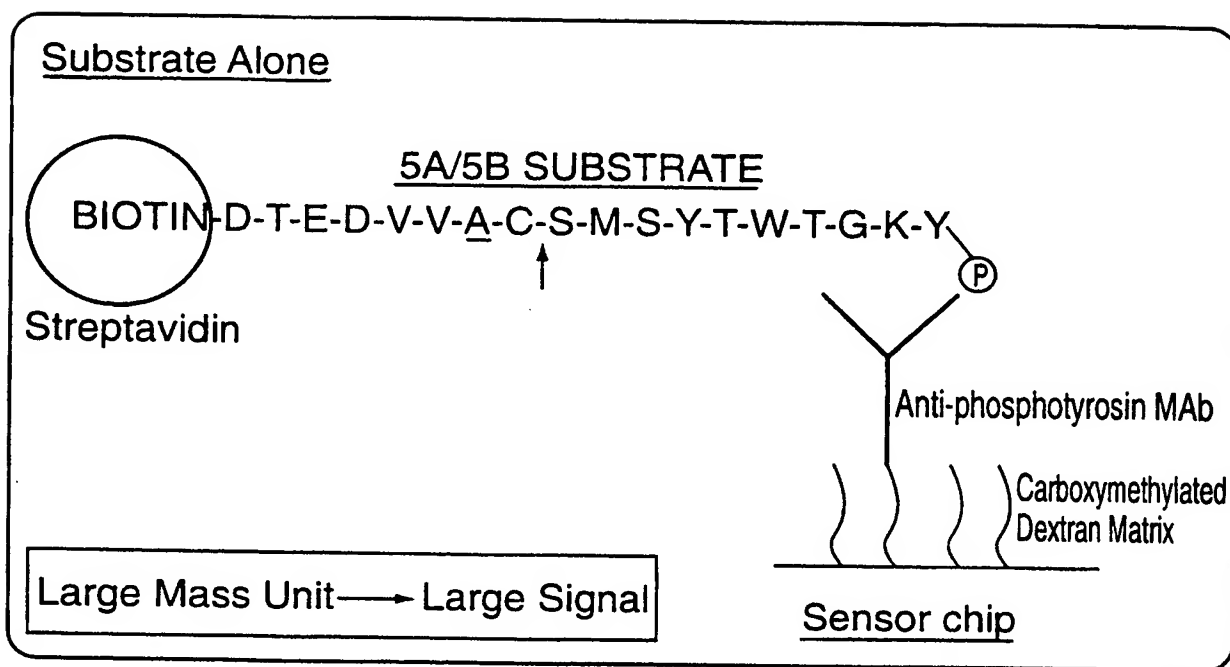 Substrate Alone
5A/5B SUBSTRATE
BIOTIN-D-T-E-D-V-V-A-C-S-M-S-Y-T-W-T-G-K-Y
P
Streptavidin
Anti-phosphotyrosin MAb
Carboxymethylated
Dextran Matrix
Large Mass Unit → Large Signal
Sensor chip